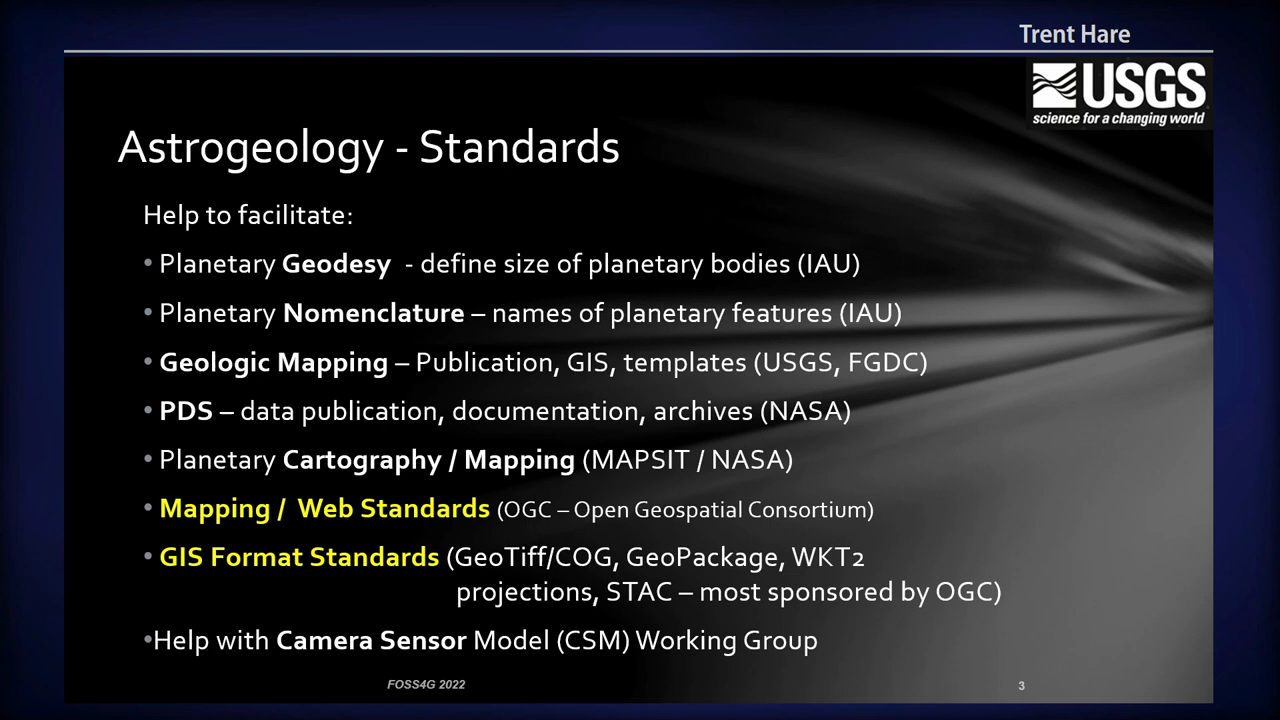 Trent Hare
USGS
science for a changing world
Astrogeology - Standards
Help to facilitate:
• Planetary Geodesy - define size of planetary bodies (IAU)
• Planetary Nomenclature – names of planetary features (IAU)
• Geologic Mapping – Publication, GIS, templates (USGS, FGDC)
• PDS – data publication, documentation, archives (NASA)
• Planetary Cartography / Mapping (MAPSIT / NASA)
• Mapping / Web Standards (OGC – Open Geospatial Consortium)
• GIS Format Standards (GeoTiff/COG, GeoPackage, WKT2
projections, STAC – most sponsored by OGC)
•Help with Camera Sensor Model (CSM) Working Group
FOSS4G 2022
3